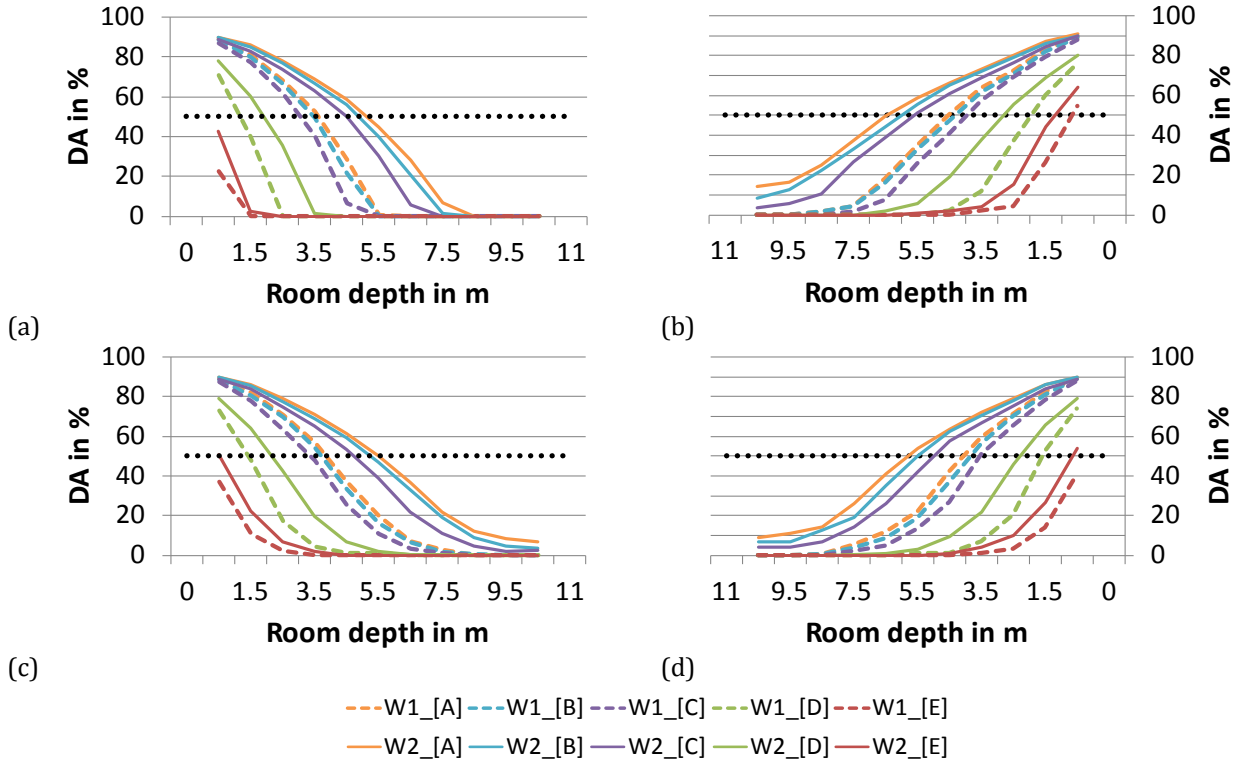 100
80
60
40
20
0
DA in %
0 1.5 3.5 5.5 7.5 9.5 11
Room depth in m
(a)
100
80
60
40
20
0
DA in %
11 9.5 7.5 5.5 3.5 1.5 0
Room depth in m
(b)
100
80
60
40
20
0
DA in %
0 1.5 3.5 5.5 7.5 9.5 11
Room depth in m
(c)
100
80
60
40
20
0
DA in %
11 9.5 7.5 5.5 3.5 1.5 0
Room depth in m
(d)
W1_[A] W1_[B] W1_[C] W1_[D] W1_[E]
W2_[A] W2_[B] W2_[C] W2_[D] W2_[E]